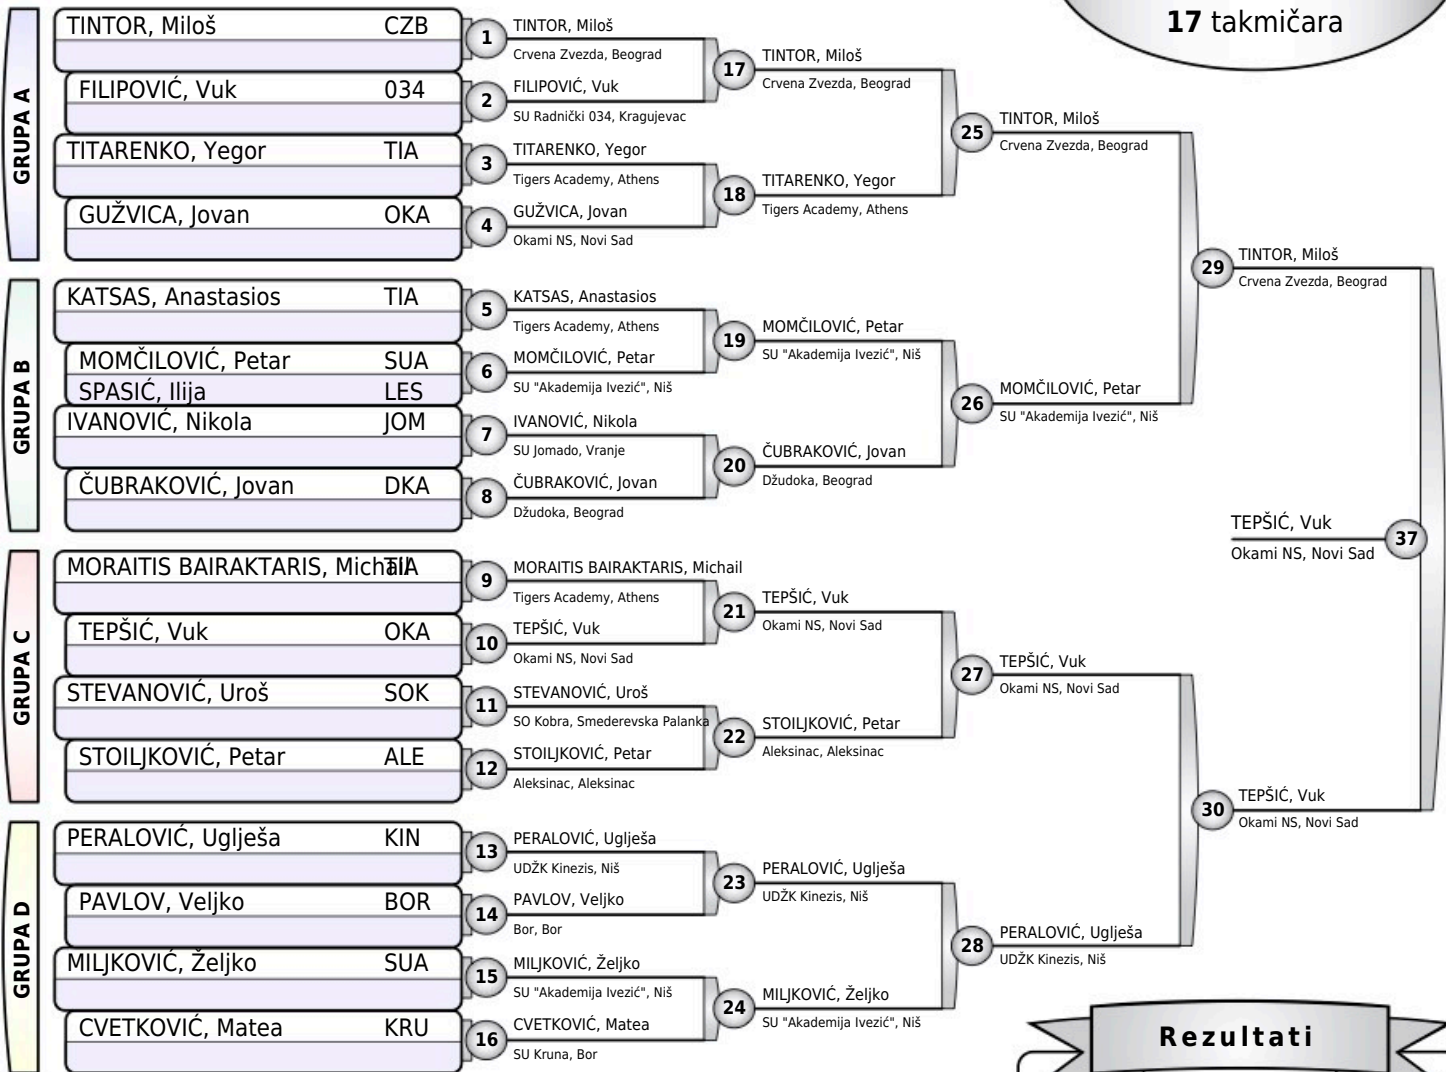 17 takmičara
GRUPA A
TINTOR, Miloš CZB
FILIPOVIĆ, Vuk 034
TITARENKO, Yegor TIA
GUŽVICA, Jovan OKA
GRUPA B
KATSAS, Anastasios TIA
MOMČILOVIĆ, Petar SUA
SPASIĆ, Ilija LES
IVANOVIĆ, Nikola JOM
ČUBRAKOVIĆ, Jovan DKA
GRUPA C
MORAITIS BAIRAKTARIS, Michail TIA
TEPŠIĆ, Vuk OKA
STEVANOVIĆ, Uroš SOK
STOILJKOVIĆ, Petar ALE
GRUPA D
PERALOVIĆ, Uglješa KIN
PAVLOV, Veljko BOR
MILJKOVIĆ, Željko SUA
CVETKOVIĆ, Matea KRU
1 TINTOR, Miloš
Crvena Zvezda, Beograd
2 FILIPOVIĆ, Vuk
SU Radnički 034, Kragujevac
3 TITARENKO, Yegor
Tigers Academy, Athens
4 GUŽVICA, Jovan
Okami NS, Novi Sad
5 KATSAS, Anastasios
Tigers Academy, Athens
6 MOMČILOVIĆ, Petar
SU "Akademija Ivezić", Niš
7 IVANOVIĆ, Nikola
SU Jomado, Vranje
8 ČUBRAKOVIĆ, Jovan
Džudoka, Beograd
9 MORAITIS BAIRAKTARIS, Michail
Tigers Academy, Athens
10 TEPŠIĆ, Vuk
Okami NS, Novi Sad
11 STEVANOVIĆ, Uroš
SO Kobra, Smederevska Palanka
12 STOILJKOVIĆ, Petar
Aleksinac, Aleksinac
13 PERALOVIĆ, Uglješa
UDŽK Kinezis, Niš
14 PAVLOV, Veljko
Bor, Bor
15 MILJKOVIĆ, Željko
SU "Akademija Ivezić", Niš
16 CVETKOVIĆ, Matea
SU Kruna, Bor
17 TINTOR, Miloš
Crvena Zvezda, Beograd
18 TITARENKO, Yegor
Tigers Academy, Athens
19 MOMČILOVIĆ, Petar
SU "Akademija Ivezić", Niš
20 ČUBRAKOVIĆ, Jovan
Džudoka, Beograd
21 TEPŠIĆ, Vuk
Okami NS, Novi Sad
22 STOILJKOVIĆ, Petar
Aleksinac, Aleksinac
23 PERALOVIĆ, Uglješa
UDŽK Kinezis, Niš
24 MILJKOVIĆ, Željko
SU "Akademija Ivezić", Niš
25 TINTOR, Miloš
Crvena Zvezda, Beograd
26 MOMČILOVIĆ, Petar
SU "Akademija Ivezić", Niš
27 TEPŠIĆ, Vuk
Okami NS, Novi Sad
28 PERALOVIĆ, Uglješa
UDŽK Kinezis, Niš
29 TINTOR, Miloš
Crvena Zvezda, Beograd
30 TEPŠIĆ, Vuk
Okami NS, Novi Sad
TEPŠIĆ, Vuk 37
Okami NS, Novi Sad
Rezultati